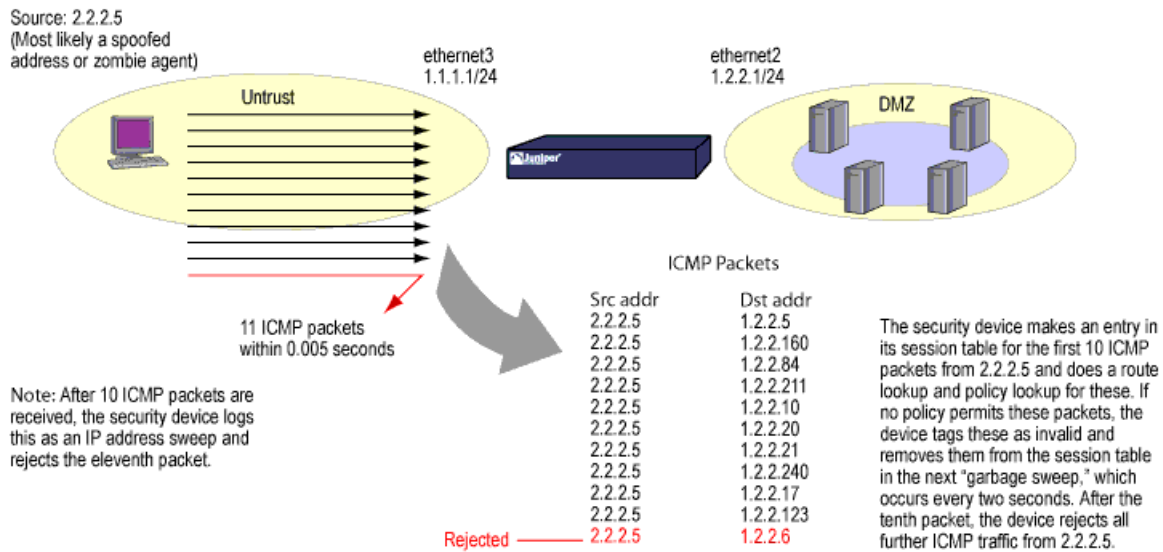 Source: 2.2.2.5
(Most likely a spoofed
address or zombie agent)
ethernet3
1.1.1.1/24
ethernet2
1.2.2.1/24
Untrust
DMZ
Juniper
11 ICMP packets
within 0.005 seconds
Note: After 10 ICMP packets are
received, the security device logs
this as an IP address sweep and
rejects the eleventh packet.
ICMP Packets
Src addr Dst addr
2.2.2.5 1.2.2.5
2.2.2.5 1.2.2.160
2.2.2.5 1.2.2.84
2.2.2.5 1.2.2.211
2.2.2.5 1.2.2.10
2.2.2.5 1.2.2.20
2.2.2.5 1.2.2.21
2.2.2.5 1.2.2.240
2.2.2.5 1.2.2.17
2.2.2.5 1.2.2.123
Rejected 2.2.2.5 1.2.2.6
The security device makes an entry in
its session table for the first 10 ICMP
packets from 2.2.2.5 and does a route
lookup and policy lookup for these. If
no policy permits these packets, the
device tags these as invalid and
removes them from the session table
in the next “garbage sweep,” which
occurs every two seconds. After the
tenth packet, the device rejects all
further ICMP traffic from 2.2.2.5.